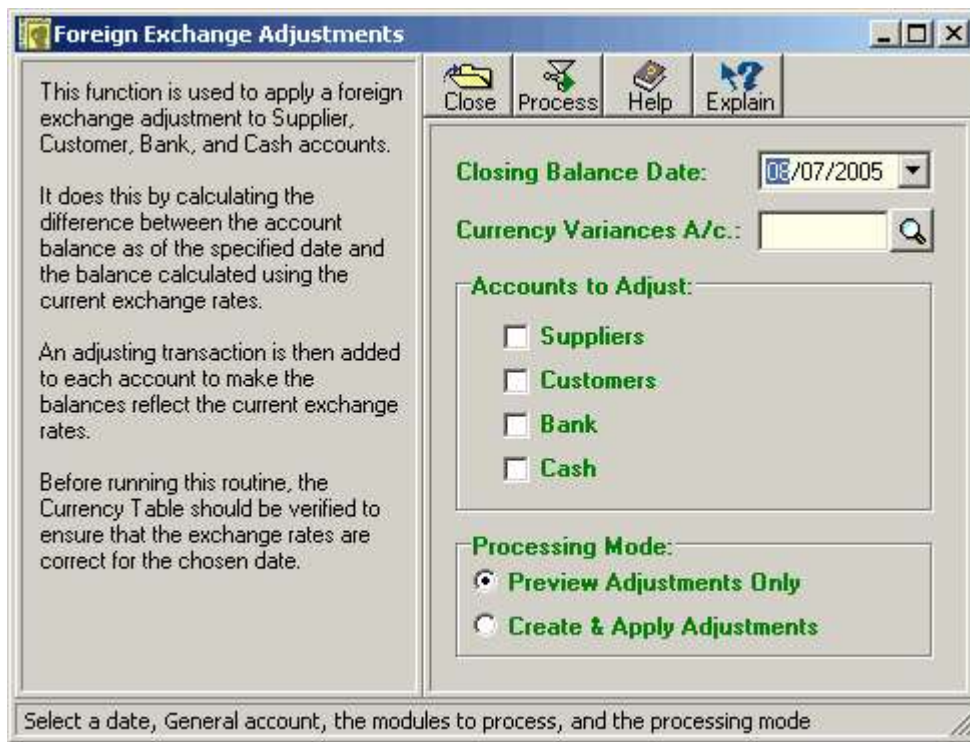 Foreign Exchange Adjustments
This function is used to apply a foreign
exchange adjustment to Supplier,
Customer, Bank, and Cash accounts.
It does this by calculating the
difference between the account
balance as of the specified date and
the balance calculated using the
current exchange rates.
An adjusting transaction is then added
to each account to make the
balances reflect the current exchange
rates.
Before running this routine, the
Currency Table should be verified to
ensure that the exchange rates are
correct for the chosen date.
Close Process Help Explain
Closing Balance Date: 08/07/2005
Currency Variances A/c.:
Accounts to Adjust:
Suppliers
Customers
Bank
Cash
Processing Mode:
Preview Adjustments Only
Create & Apply Adjustments
Select a date, General account, the modules to process, and the processing mode